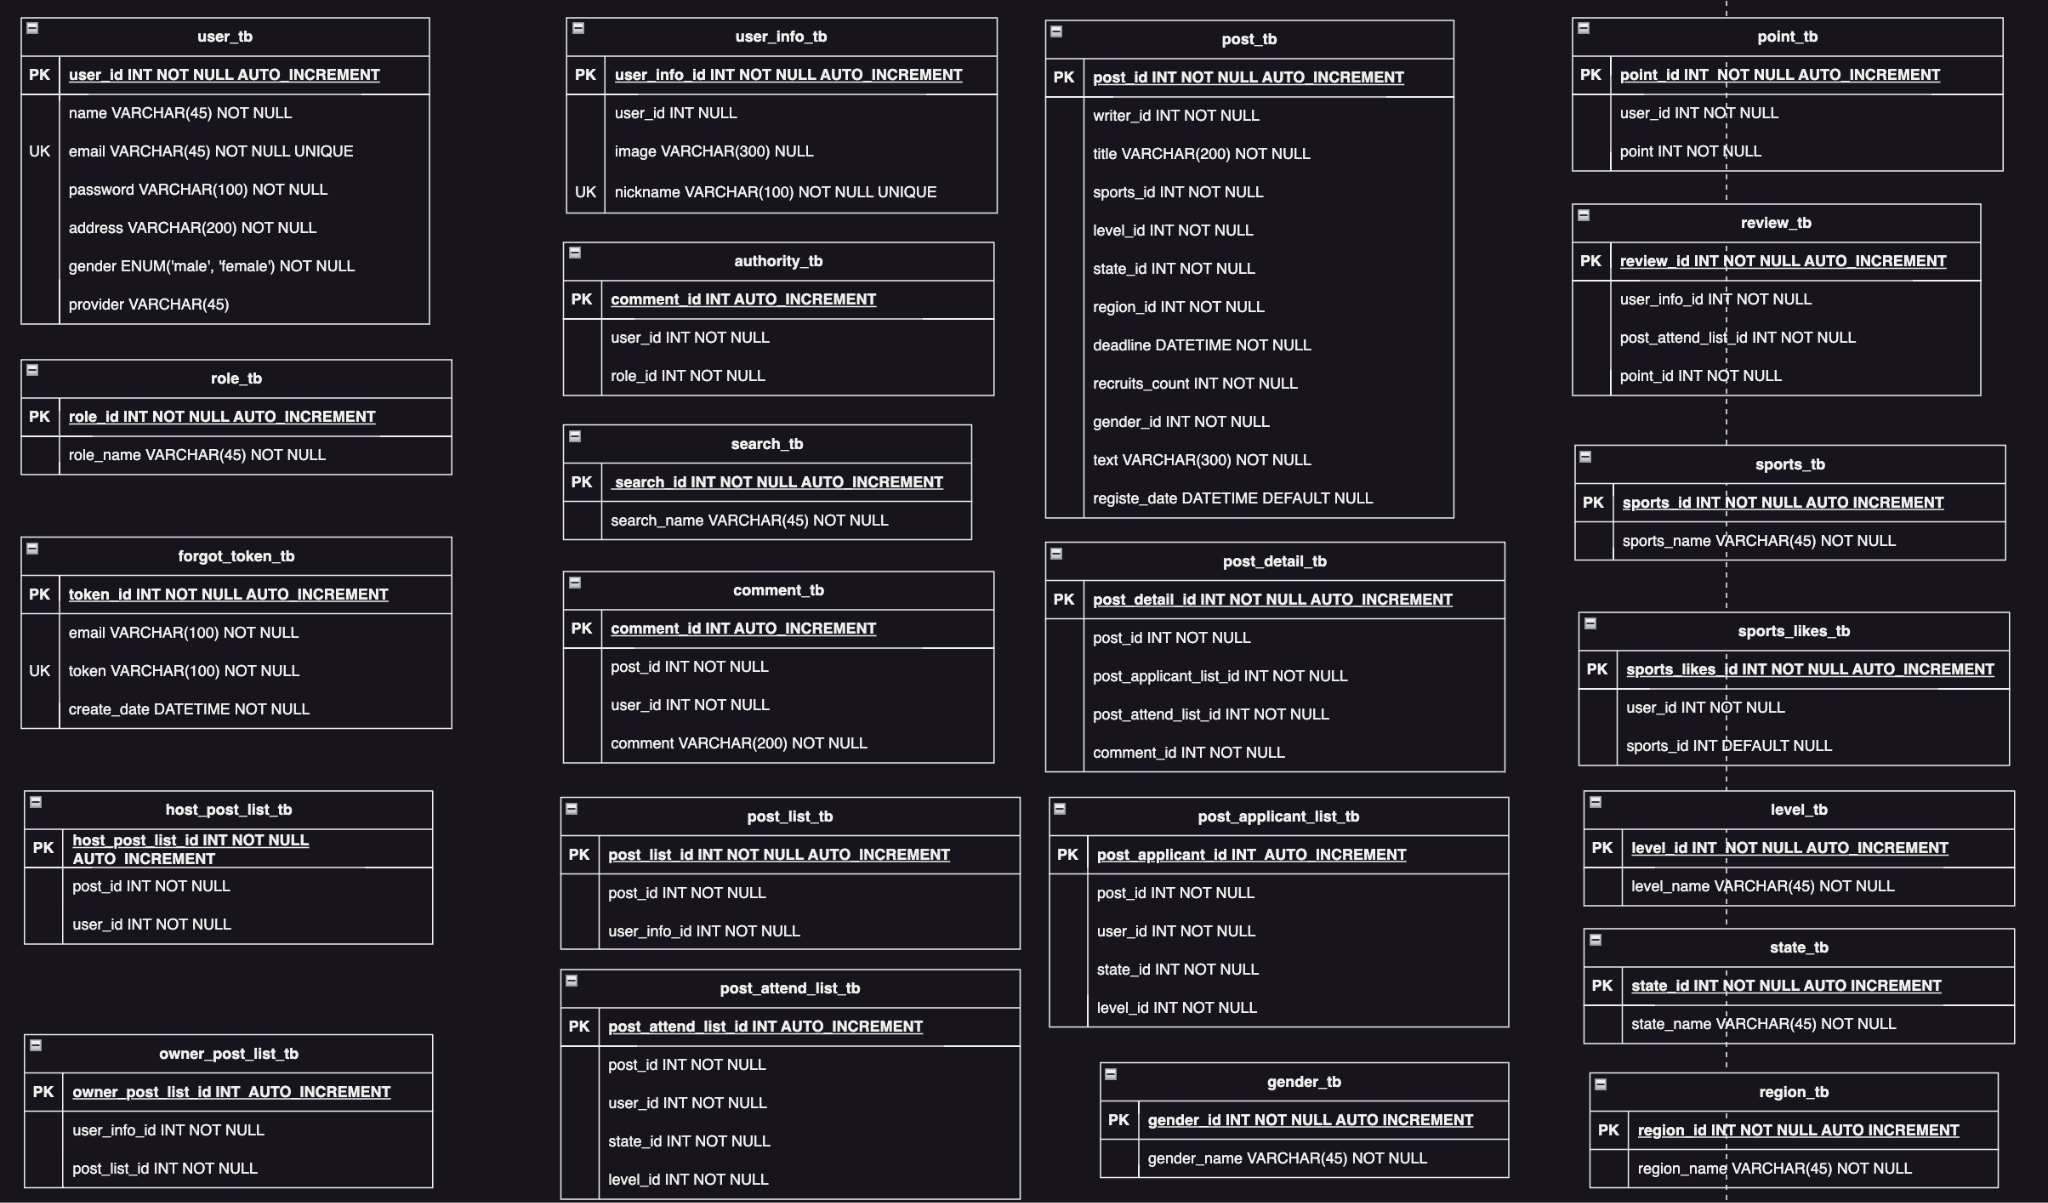 user_tb
PK user_id INT NOT NULL AUTO_INCREMENT
name VARCHAR(45) NOT NULL
UK email VARCHAR(45) NOT NULL UNIQUE
password VARCHAR(100) NOT NULL
address VARCHAR(200) NOT NULL
gender ENUM('male', 'female') NOT NULL
provider VARCHAR(45)
role_tb
PK role_id INT NOT NULL AUTO_INCREMENT
role_name VARCHAR(45) NOT NULL
forgot_token_tb
PK token_id INT NOT NULL AUTO_INCREMENT
email VARCHAR(100) NOT NULL
UK token VARCHAR(100) NOT NULL
create_date DATETIME NOT NULL
host_post_list_tb
PK host_post_list_id INT NOT NULL
AUTO_INCREMENT
post_id INT NOT NULL
user_id INT NOT NULL
owner_post_list_tb
PK owner_post_list_id INT AUTO_INCREMENT
user_info_id INT NOT NULL
post_list_id INT NOT NULL
user_info_tb
PK user_info_id INT NOT NULL AUTO_INCREMENT
user_id INT NULL
image VARCHAR(300) NULL
UK nickname VARCHAR(100) NOT NULL UNIQUE
authority_tb
PK comment_id INT AUTO_INCREMENT
user_id INT NOT NULL
role_id INT NOT NULL
search_tb
PK search_id INT NOT NULL AUTO_INCREMENT
search_name VARCHAR(45) NOT NULL
comment_tb
PK comment_id INT AUTO_INCREMENT
post_id INT NOT NULL
user_id INT NOT NULL
comment VARCHAR(200) NOT NULL
post_list_tb
PK post_list_id INT NOT NULL AUTO_INCREMENT
post_id INT NOT NULL
user_info_id INT NOT NULL
post_attend_list_tb
PK post_attend_list_id INT AUTO_INCREMENT
post_id INT NOT NULL
user_id INT NOT NULL
state_id INT NOT NULL
level_id INT NOT NULL
post_tb
PK post_id INT NOT NULL AUTO_INCREMENT
writer_id INT NOT NULL
title VARCHAR(200) NOT NULL
sports_id INT NOT NULL
level_id INT NOT NULL
state_id INT NOT NULL
region_id INT NOT NULL
deadline DATETIME NOT NULL
recruits_count INT NOT NULL
gender_id INT NOT NULL
text VARCHAR(300) NOT NULL
registe_date DATETIME DEFAULT NULL
post_detail_tb
PK post_detail_id INT NOT NULL AUTO_INCREMENT
post_id INT NOT NULL
post_applicant_list_id INT NOT NULL
post_attend_list_id INT NOT NULL
comment_id INT NOT NULL
post_applicant_list_tb
PK post_applicant_id INT AUTO_INCREMENT
post_id INT NOT NULL
user_id INT NOT NULL
state_id INT NOT NULL
level_id INT NOT NULL
gender_tb
PK gender_id INT NOT NULL AUTO INCREMENT
gender_name VARCHAR(45) NOT NULL
point_tb
PK point_id INT NOT NULL AUTO_INCREMENT
user_id INT NOT NULL
point INT NOT NULL
review_tb
PK review_id INT NOT NULL AUTO_INCREMENT
user_info_id INT NOT NULL
post_attend_list_id INT NOT NULL
point_id INT NOT NULL
sports_tb
PK sports_id INT NOT NULL AUTO INCREMENT
sports_name VARCHAR(45) NOT NULL
sports_likes_tb
PK sports_likes_id INT NOT NULL AUTO_INCREMENT
user_id INT NOT NULL
sports_id INT DEFAULT NULL
level_tb
PK level_id INT NOT NULL AUTO_INCREMENT
level_name VARCHAR(45) NOT NULL
state_tb
PK state_id INT NOT NULL AUTO INCREMENT
state_name VARCHAR(45) NOT NULL
region_tb
PK region_id INT NOT NULL AUTO INCREMENT
region_name VARCHAR(45) NOT NULL